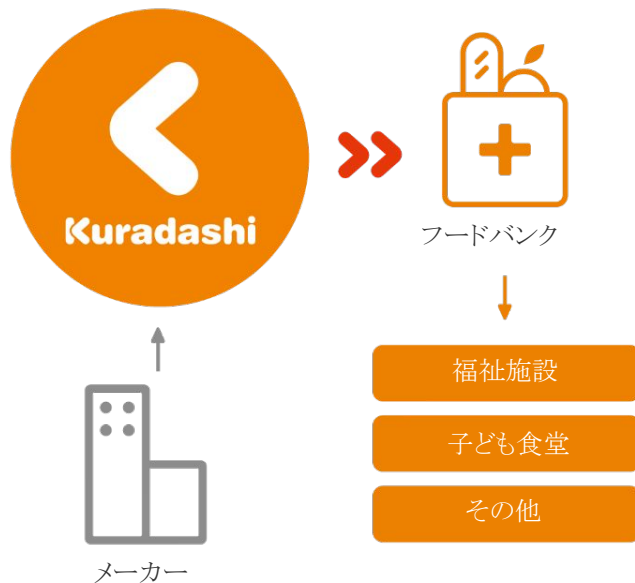 Kuradashi
フードバンク
福祉施設
子ども食堂
その他
メーカー